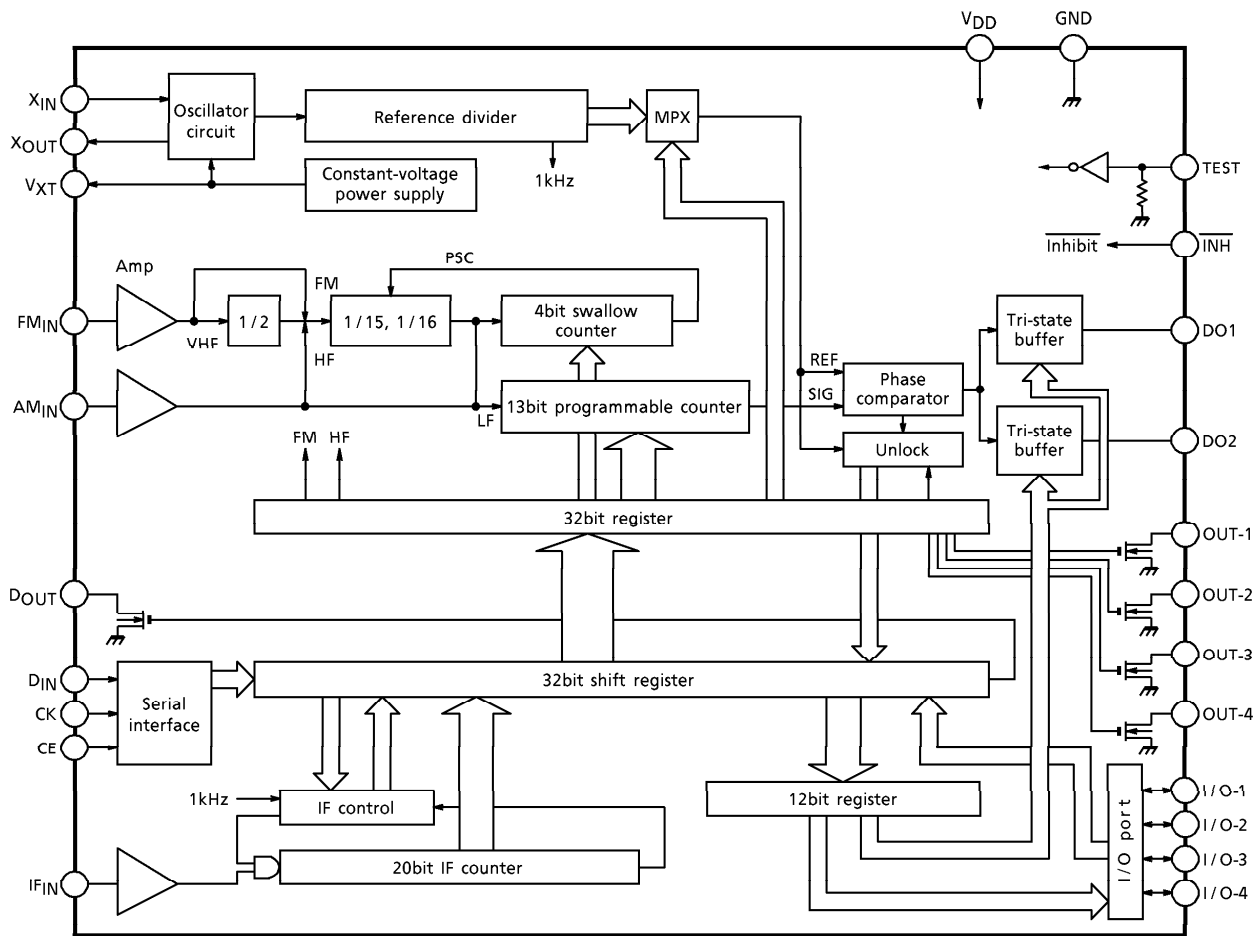 VDD
GND
XIN
Oscillator
circuit
Reference divider
MPX
XOUT
Constant-voltage
power supply
1kHz
VXT
TEST
Inhibit
INH
Amp
PSC
FM
FMIN
VHF
1/2
1/15, 1/16
4bit swallow
counter
HF
Tri-state
buffer
DO1
REF
Phase
comparator
AMIN
LF
13bit programmable counter
SIG
FM
HF
Unlock
Tri-state
buffer
DO2
32bit register
OUT-1
DOUT
OUT-2
OUT-3
DIN
CK
CE
Serial
interface
32bit shift register
OUT-4
1kHz
IF control
12bit register
I/O port
I/O-1
I/O-2
I/O-3
I/O-4
IFIN
20bit IF counter